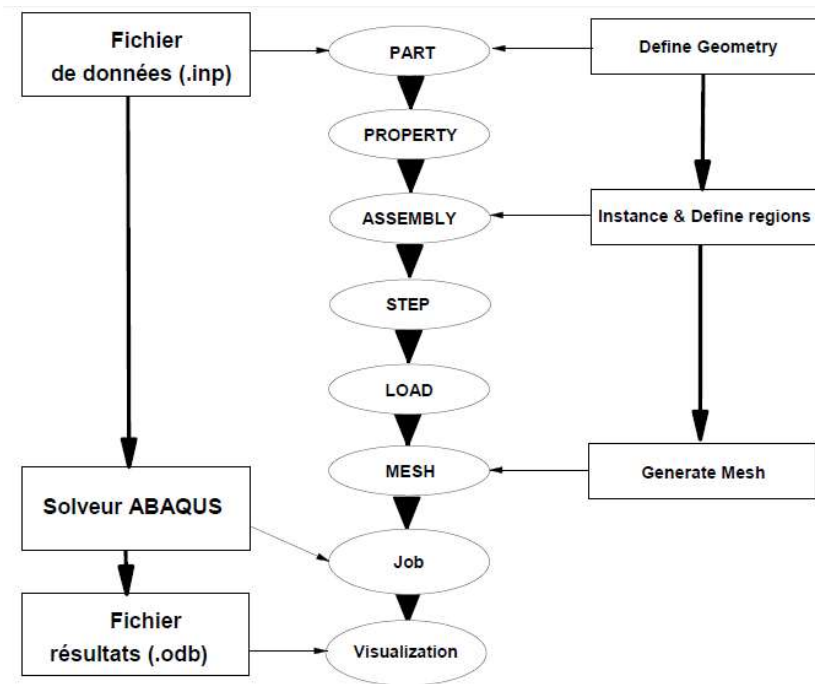 Fichier
de données (.inp)
PART
Define Geometry
PROPERTY
ASSEMBLY
Instance & Define regions
STEP
LOAD
MESH
Generate Mesh
Solveur ABAQUS
Job
Fichier
résultats (.odb)
Visualization